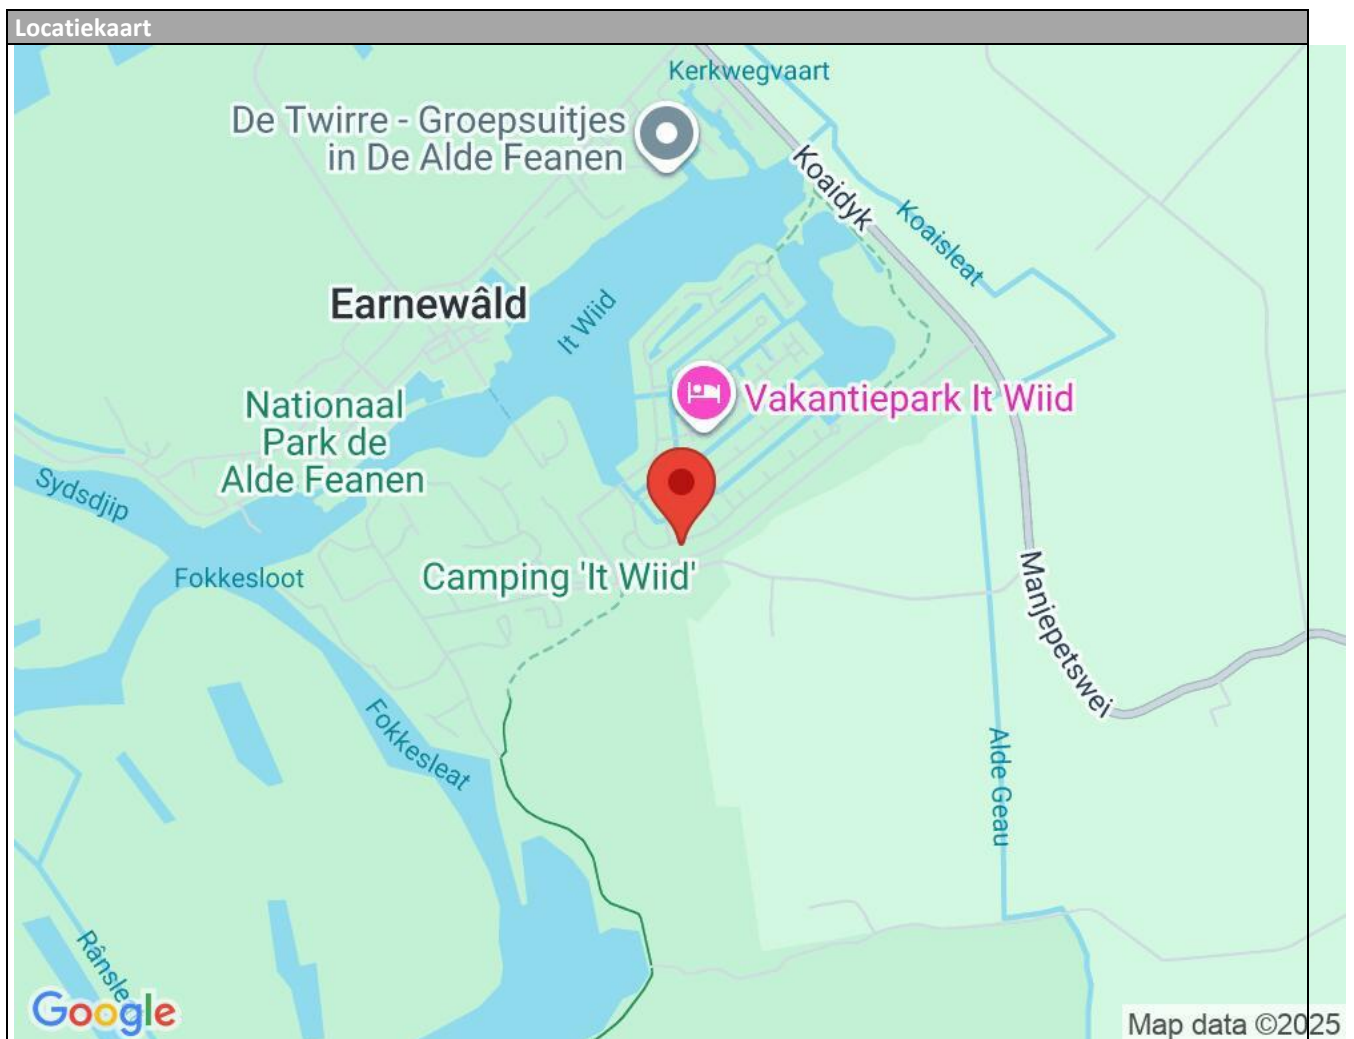 Locatiekaart
Kerkwegvaart
De Twirre - Groepsuitjes
in De Alde Feanen
Koaidyk
Koaisleat
Earnewâld
It Wiid
Vakantiepark It Wiid
Nationaal
Park de
Alde Feanen
Sydsdjip
Fokkesloot
Camping 'It Wiid'
Manjepetswei
Fokkesleat
Alde Geau
Rânsle
Google
Map data ©2025